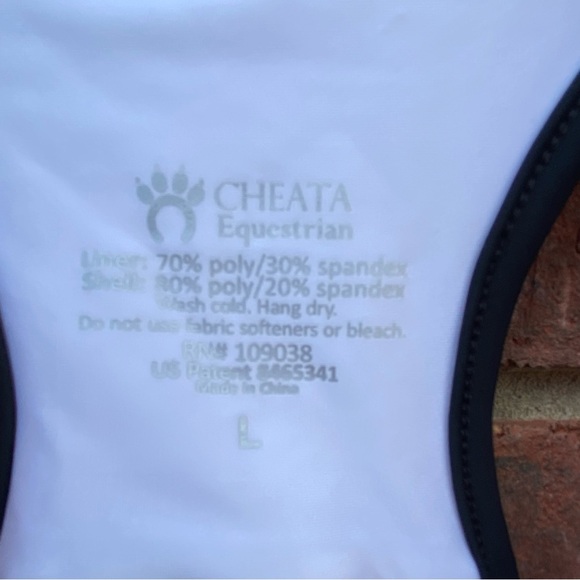 CHEATA
Equestrian
Liner: 70% poly/30% spandex
Shell: 80% poly/20% spandex
Wash cold. Hang dry.
Do not use fabric softeners or bleach.
RN# 109038
US Patent 8465341
Made in China
L